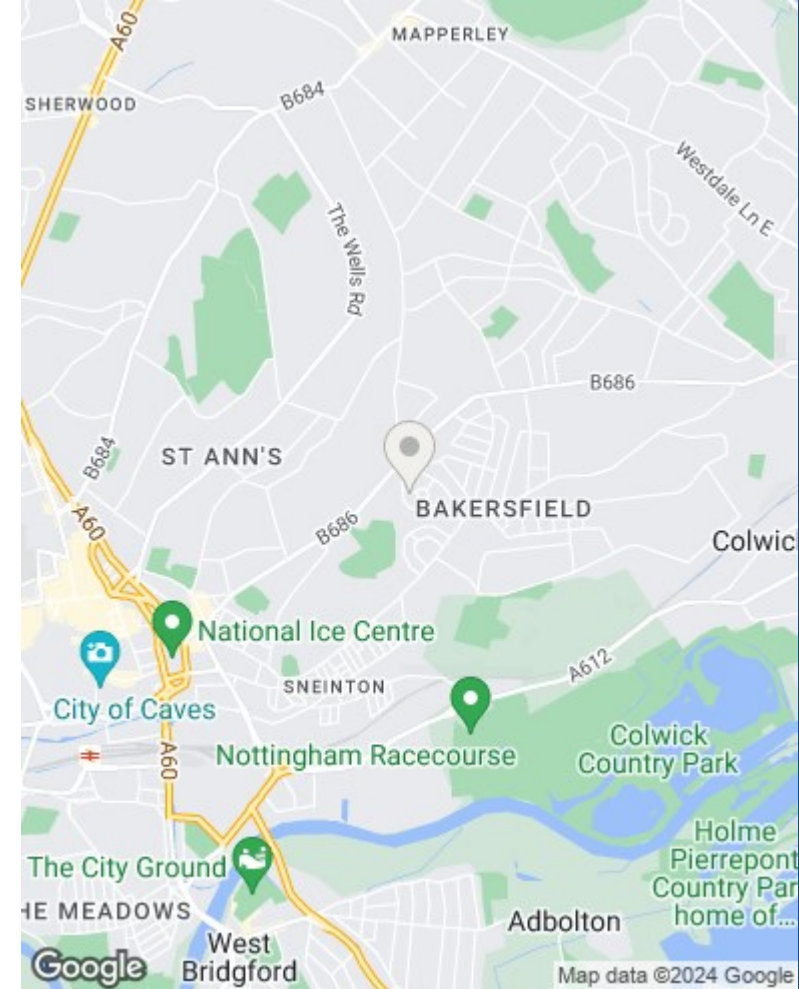 A60
MAPPERLEY
SHERWOOD
B684
Westdale Ln E
The Wells Rd
B686
B684
ST ANN'S
A60
B686
BAKERSFIELD
Colwic
National Ice Centre
A612
SNEINTON
City of Caves
Colwick
Country Park
Nottingham Racecourse
A60
Holme
Pierrepont
Country Par
home of...
The City Ground
HE MEADOWS
Adbolton
West
Bridgford
Google
Map data ©2024 Google